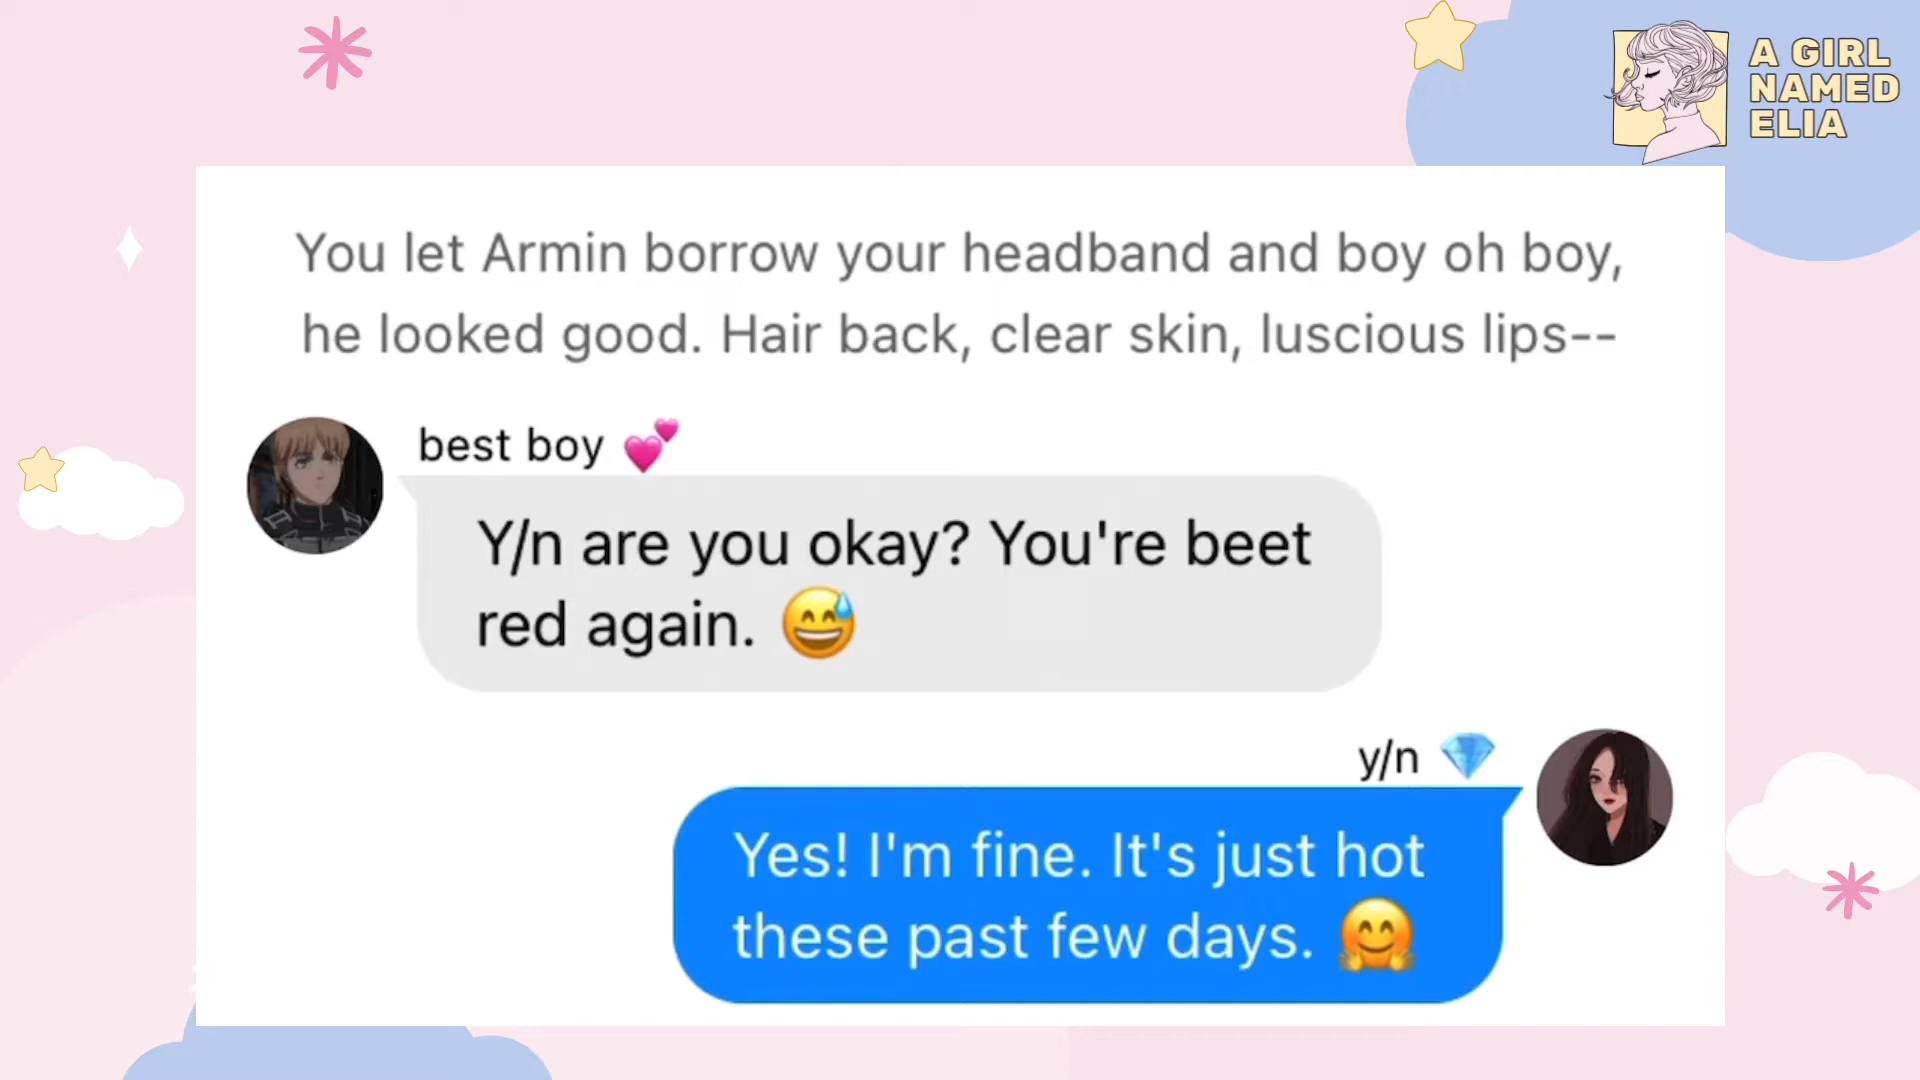 A GIRL
NAMED
ELIA
You let Armin borrow your headband and boy oh boy,
he looked good. Hair back, clear skin, luscious lips--
best boy 💕
Y/n are you okay? You're beet
red again. 😅
y/n 💎
Yes! I'm fine. It's just hot
these past few days. 🤗